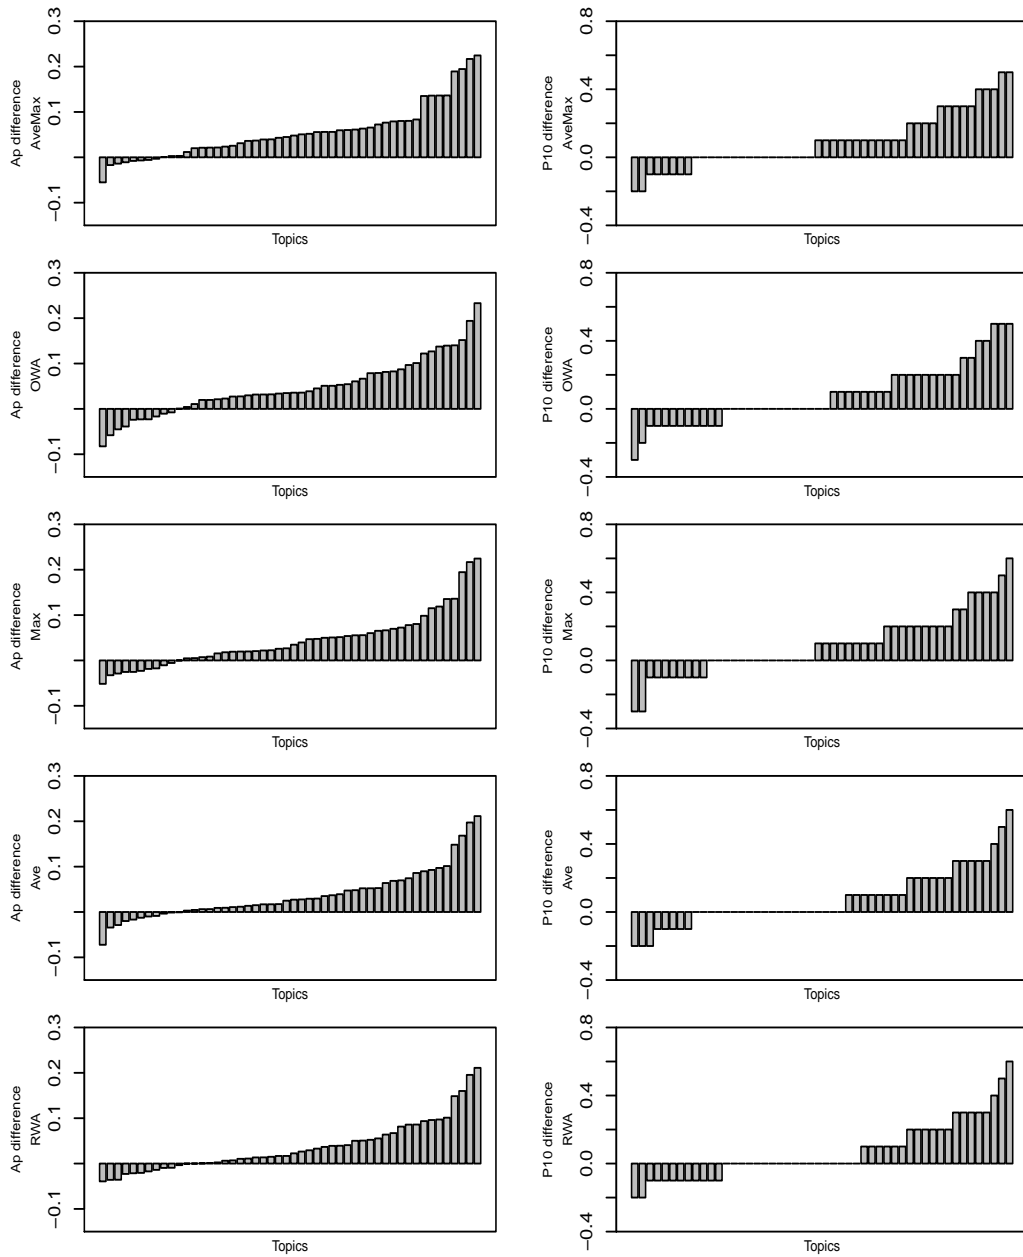 Ap difference
AveMax
−0.1
0.1
0.2
0.3
Topics
P10 difference
AveMax
−0.4
0.0
0.4
0.8
Topics
Ap difference
OWA
−0.1
0.1
0.2
0.3
Topics
P10 difference
OWA
−0.4
0.0
0.4
0.8
Topics
Ap difference
Max
−0.1
0.1
0.2
0.3
Topics
P10 difference
Max
−0.4
0.0
0.4
0.8
Topics
Ap difference
Ave
−0.1
0.1
0.2
0.3
Topics
P10 difference
Ave
−0.4
0.0
0.4
0.8
Topics
Ap difference
RWA
−0.1
0.1
0.2
0.3
Topics
P10 difference
RWA
−0.4
0.0
0.4
0.8
Topics